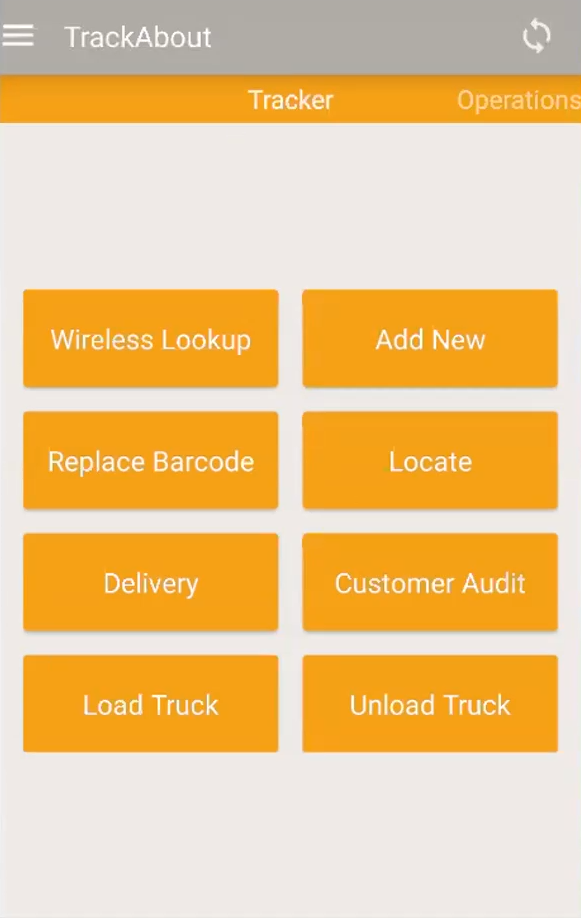 TrackAbout
Tracker Operations
Wireless Lookup
Add New
Replace Barcode
Locate
Delivery
Customer Audit
Load Truck
Unload Truck